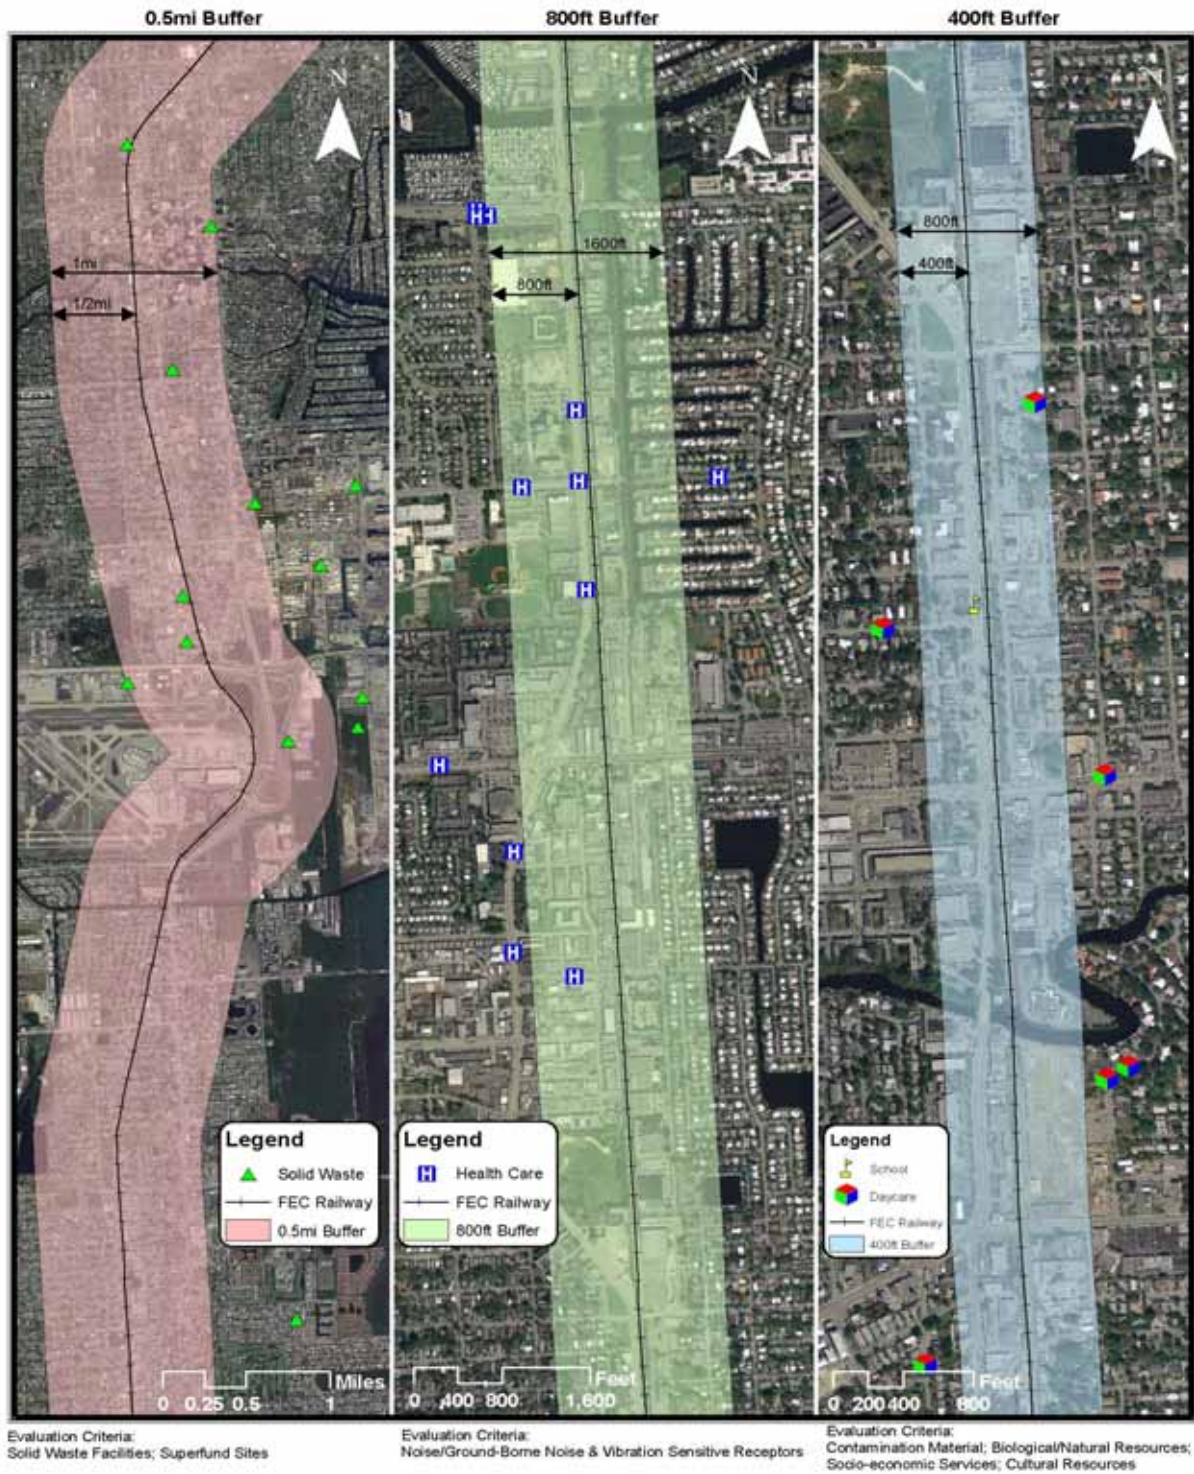 0.5mi Buffer
800ft Buffer
400ft Buffer
N
1mi
1/2mi
Legend
Solid Waste
FEC Railway
0.5mi Buffer
Miles
0 0.25 0.5 1
N
H
H
1600ft
800ft
H
H
H
H
H
H
H
H
H
Legend
H Health Care
FEC Railway
800ft Buffer
Feet
0 400 800 1,600
N
800ft
400ft
Legend
School
Daycare
FEC Railway
400ft Buffer
Feet
0 200 400 800
Evaluation Criteria:
Solid Waste Facilities; Superfund Sites
Evaluation Criteria:
Noise/Ground-Borne Noise & Vibration Sensitive Receptors
Evaluation Criteria:
Contamination Material; Biological/Natural Resources;
Socio-economic Services; Cultural Resources